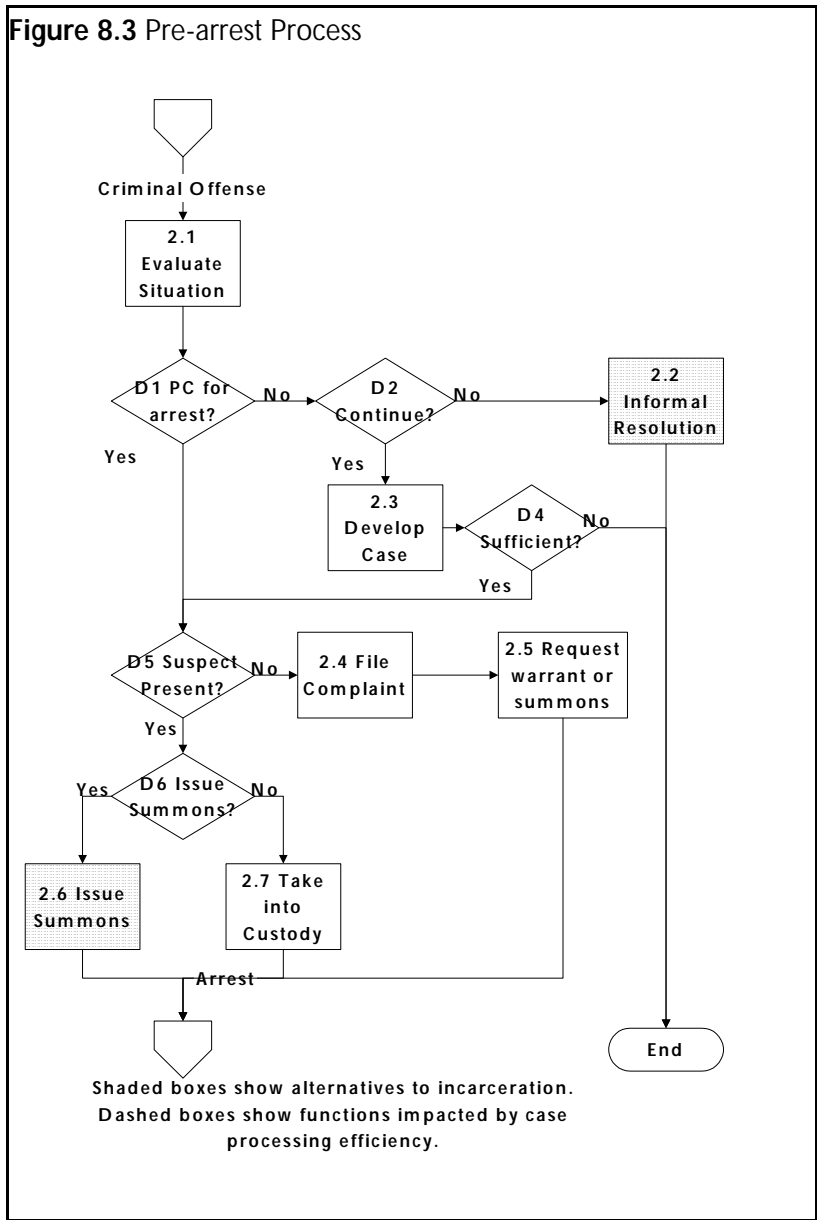 Figure 8.3 Pre-arrest Process
Criminal Offense
2.1
Evaluate
Situation
D1 PC for
arrest?
No
D2
Continue?
No
2.2
Informal
Resolution
Yes
Yes
2.3
Develop
Case
D4
Sufficient?
No
Yes
D5 Suspect
Present?
No
2.4 File
Complaint
2.5 Request
warrant or
summons
Yes
Yes
D6 Issue
Summons?
No
2.6 Issue
Summons
2.7 Take
into
Custody
Arrest
End
Shaded boxes show alternatives to incarceration.
Dashed boxes show functions impacted by case
processing efficiency.